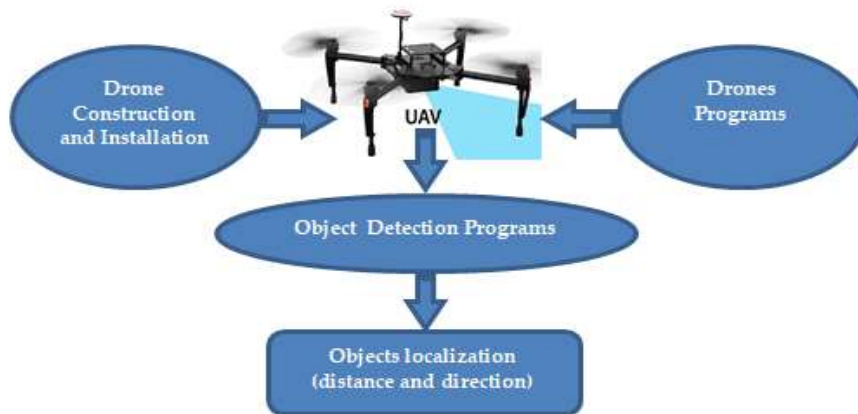 Drone
Construction
and Installation
UAV
Drones
Programs
Object Detection Programs
Objects localization
(distance and direction)